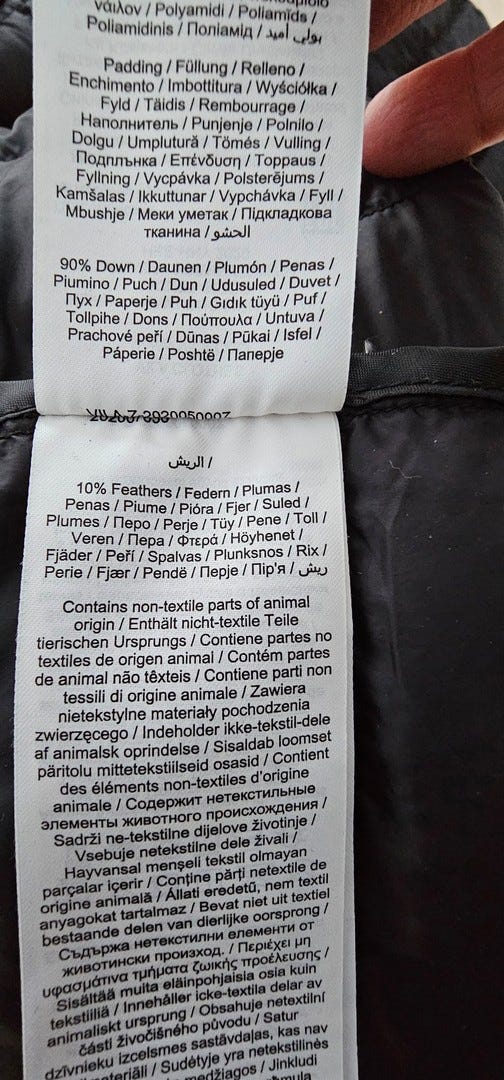 νάιλον / Polyamidi / Poliamīds /
Poliamidinis / Поліамід / بولي أميد
Padding / Füllung / Relleno /
Enchimento / Imbottitura / Wyściółka /
Fyld / Täidis / Rembourrage /
Наполнитель / Punjenje / Polnilo /
Dolgu / Umplutură / Tömés / Vulling /
Подплънка / Επένδυση / Toppaus /
Fyllning / Vycpávka / Polsterējums /
Kamšalas / Ikkuttunar / Vypchávka / Fyll /
Mbushje / Меки уметак / Підкладкова
тканина / الحشو
90% Down / Daunen / Plumón / Penas /
Piumino / Puch / Dun / Udusuled / Duvet /
Пух / Paperje / Puh / Gıdık tüyü / Puf /
Tollpihe / Dons / Πούπουλα / Untuva /
Prachové peří / Dūnas / Pūkai / Isfel /
Páperie / Poshtë / Паперје
الريش /
10% Feathers / Federn / Plumas /
Penas / Piume / Pióra / Fjer / Suled /
Plumes / Перо / Perje / Tüy / Pene / Toll /
Veren / Пера / Φτερά / Höyhenet /
Fjäder / Peří / Spalvas / Plunksnos / Rix /
Perie / Fjær / Pendë / Перје / Пір'я / ريش
Contains non-textile parts of animal
origin / Enthält nicht-textile Teile
tierischen Ursprungs / Contiene partes no
textiles de origen animal / Contém partes
de animal não têxteis / Contiene parti non
tessili di origine animale / Zawiera
nietekstylne materiały pochodzenia
zwierzęcego / Indeholder ikke-tekstil-dele
af animalsk oprindelse / Sisaldab loomset
päritolu mittetekstiilseid osasid / Contient
des éléments non-textiles d'origine
animale / Содержит нетекстильные
элементы животного происхождения /
Sadrži ne-tekstilne dijelove životinje /
Vsebuje netekstilne dele živali /
Hayvansal menşeli tekstil olmayan
parçalar içerir / Conține părți netextile de
origine animală / Állati eredetű, nem textil
anyagokat tartalmaz / Bevat niet uit textiel
bestaande delen van dierlijke oorsprong /
Съдържа нетекстилни елементи от
животински произход. / Περιέχει μη
υφασμάτινα τμήματα ζωικής προέλευσης /
Sisältää muita eläinpohjaisia osia kuin
tekstiiliä / Innehåller icke-textila delar av
animaliskt ursprung / Obsahuje netextilní
části živočišného původu / Satur
dzīvnieku izcelsmes sastāvdaļas, kas nav
materiāli / Sudėtyje yra netekstilinės
medžiagos / Jinkludi